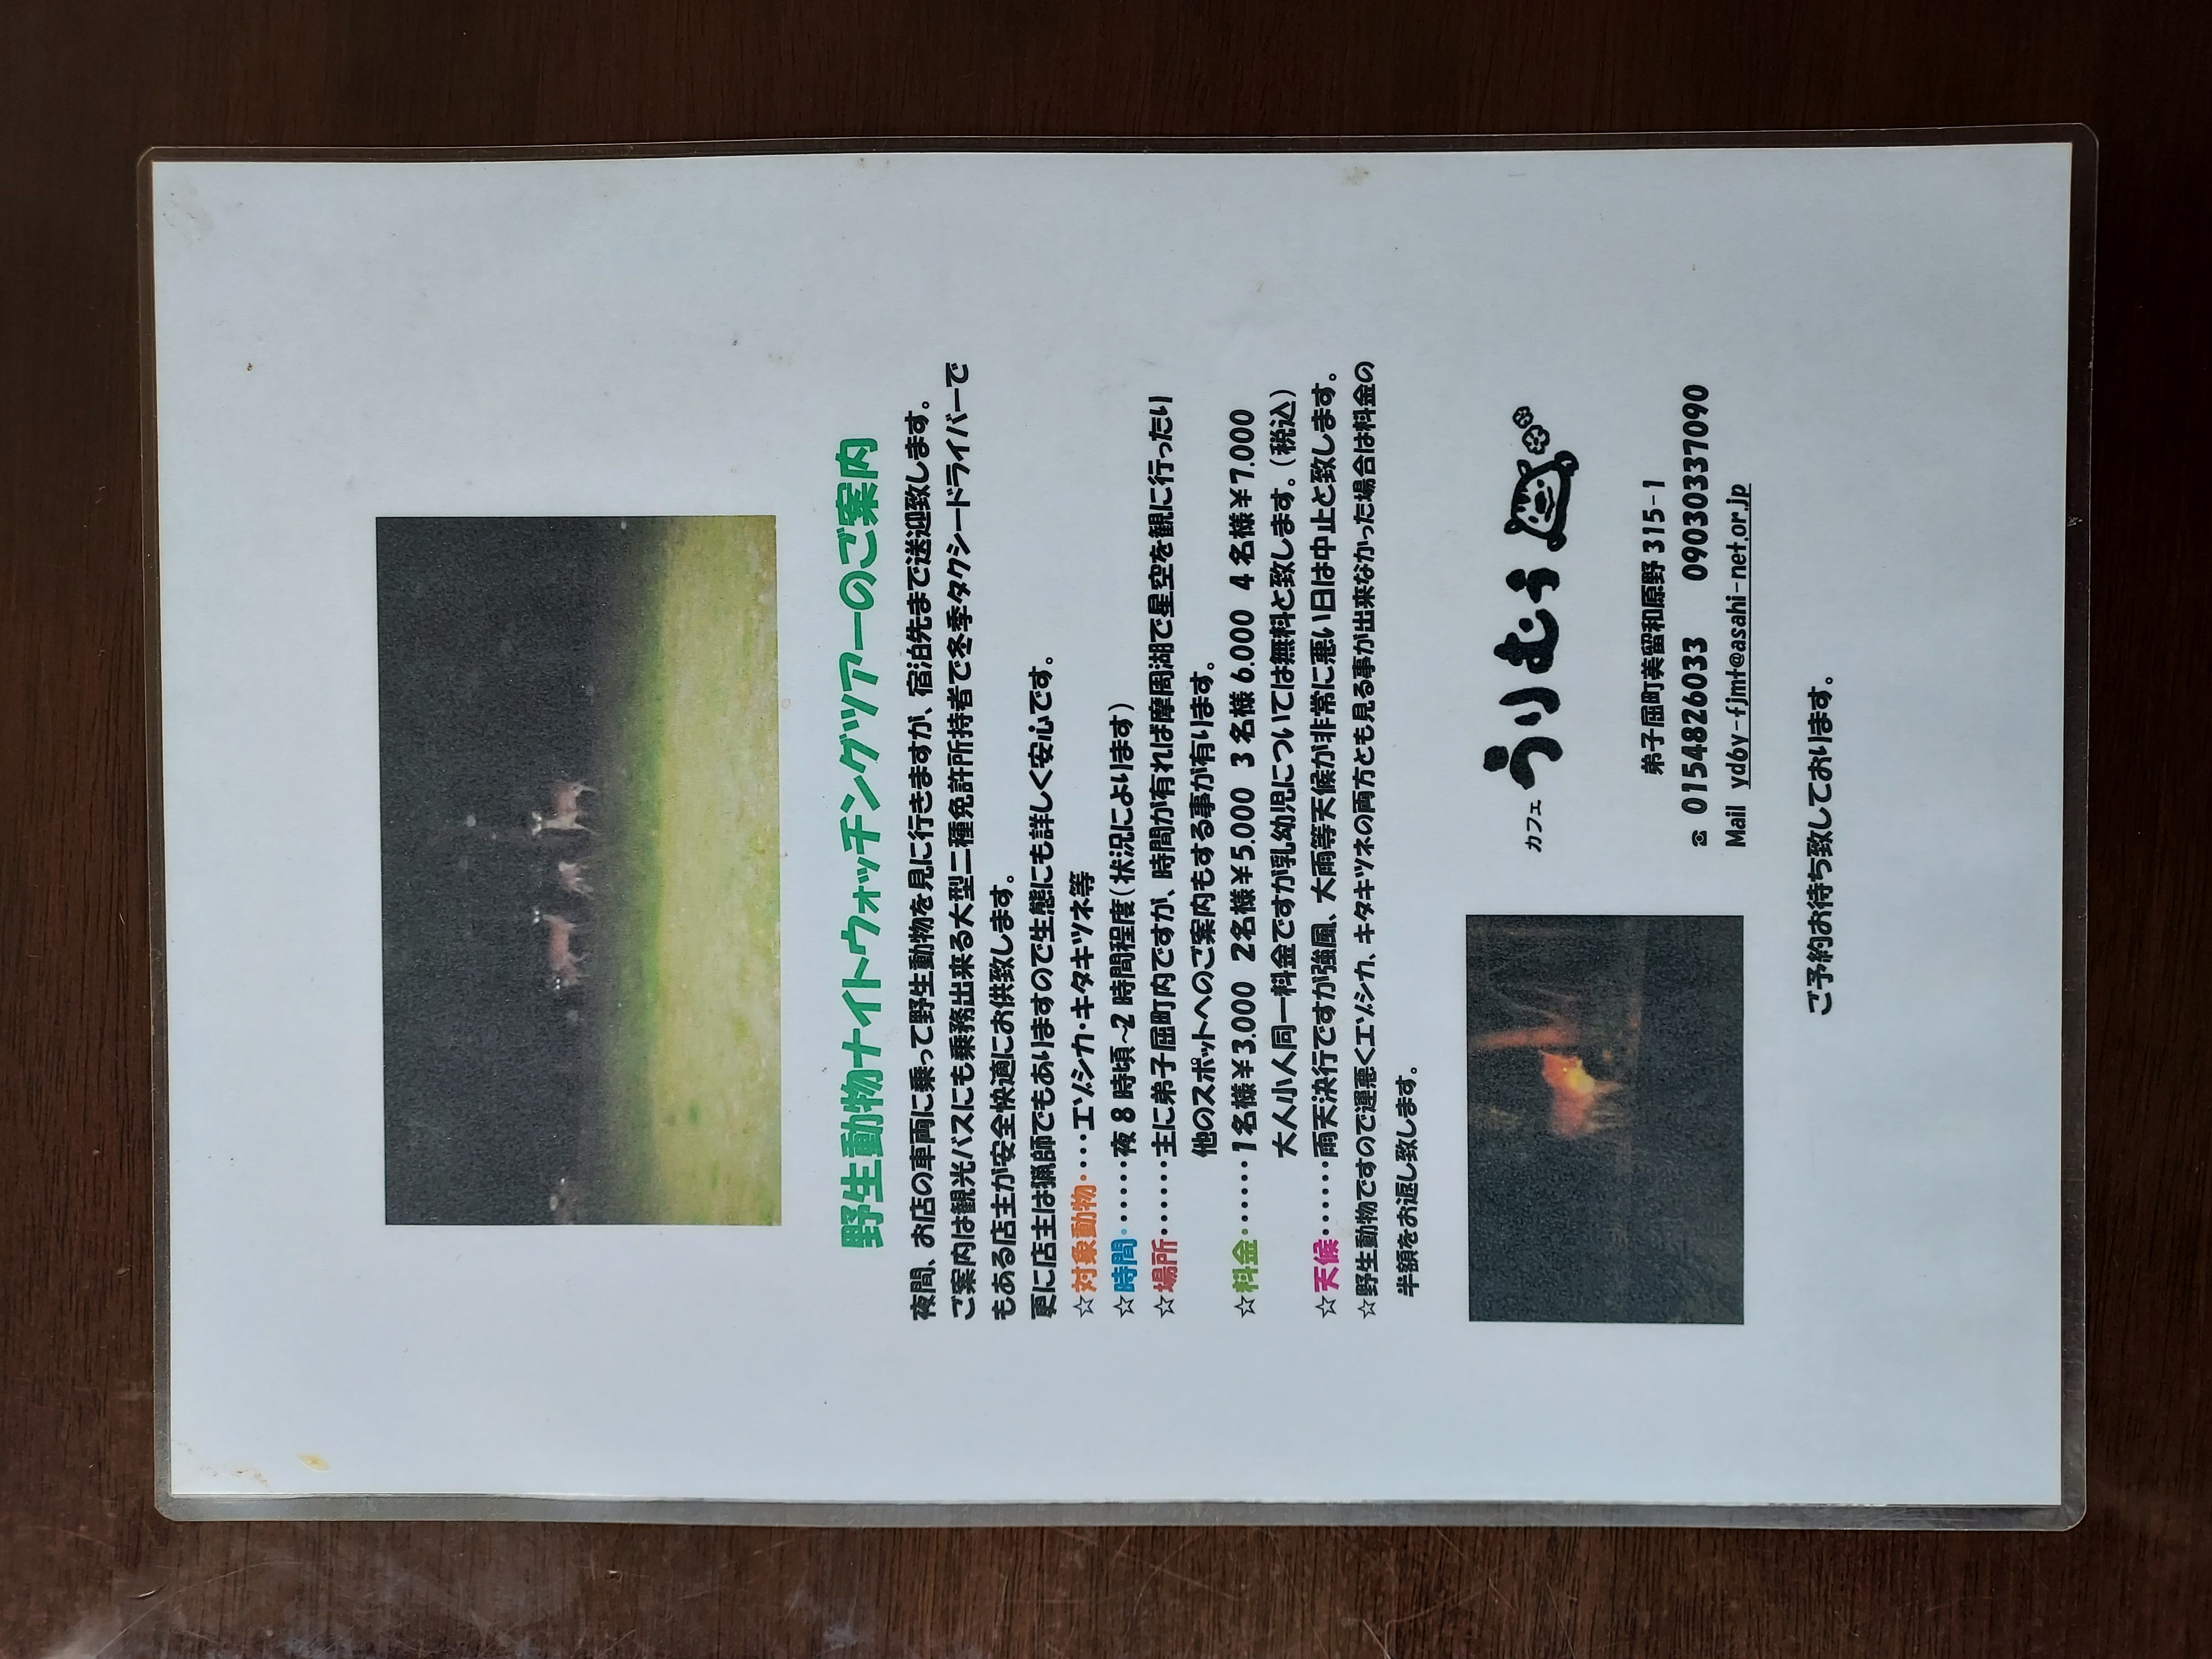 野生動物ナイトウォッチングツアーのご案内
夜間、お店の車両に乗って野生動物を見に行きますが、宿泊先まで送迎致します。
ご案内は観光バスにも乗務出来る大型二種免許所持者で冬季タクシードライバーで
もある店主が安全快適にお供致します。
更に店主は猟師でもありますので生態にも詳しく安心です。
☆対象動物・・・・・エゾシカ・キタキツネ等
☆時間・・・・・・・夜8時頃~2時間程度(状況によります)
☆場所・・・・・・・主に弟子屈町内ですが、時間が有れば摩周湖で星空を観に行ったり
他のスポットへのご案内もする事が有ります。
☆料金・・・・・・・1名様¥3.000 2名様¥5.000 3名様6.000 4名様¥7.000
大人小人同一料金ですが乳幼児については無料と致します。(税込)
☆天候・・・・・・・雨天決行ですが強風、大雨等天候が非常に悪い日は中止と致します。
☆野生動物ですので運悪くエゾシカ、キタキツネの両方とも見る事が出来なかった場合は料金の
半額をお返し致します。
カフェ うりむぅ
弟子屈町美留和原野315-1
☎ 0154826033 09030337090
Mail yd6y-fjmt@asahi-net.or.jp
ご予約お待ち致しております。